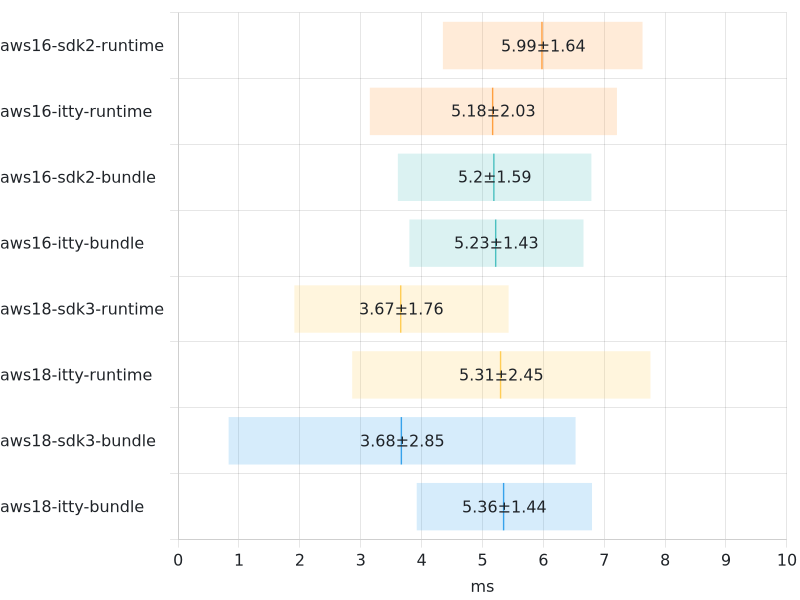 aws16-sdk2-runtime 5.99±1.64
aws16-itty-runtime 5.18±2.03
aws16-sdk2-bundle 5.2±1.59
aws16-itty-bundle 5.23±1.43
aws18-sdk3-runtime 3.67±1.76
aws18-itty-runtime 5.31±2.45
aws18-sdk3-bundle 3.68±2.85
aws18-itty-bundle 5.36±1.44
0 1 2 3 4 5 6 7 8 9 10
ms